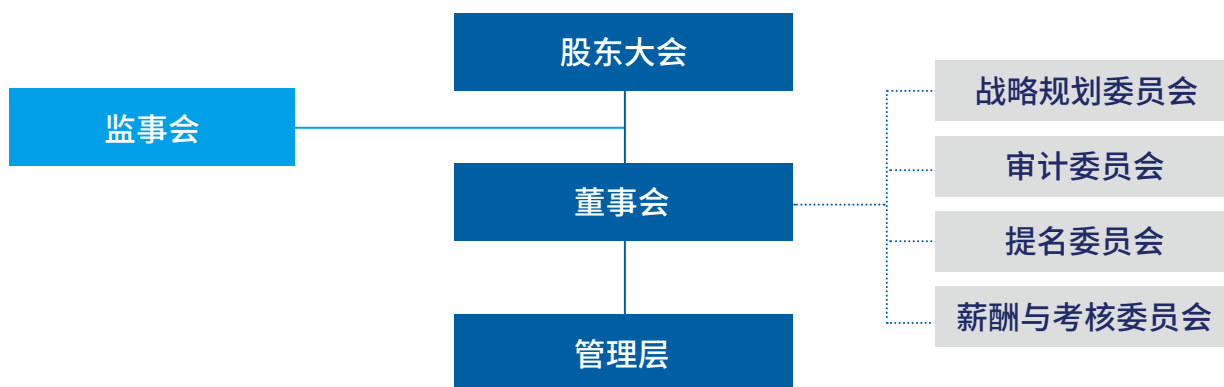 股东大会
监事会
董事会
管理层
战略规划委员会
审计委员会
提名委员会
薪酬与考核委员会